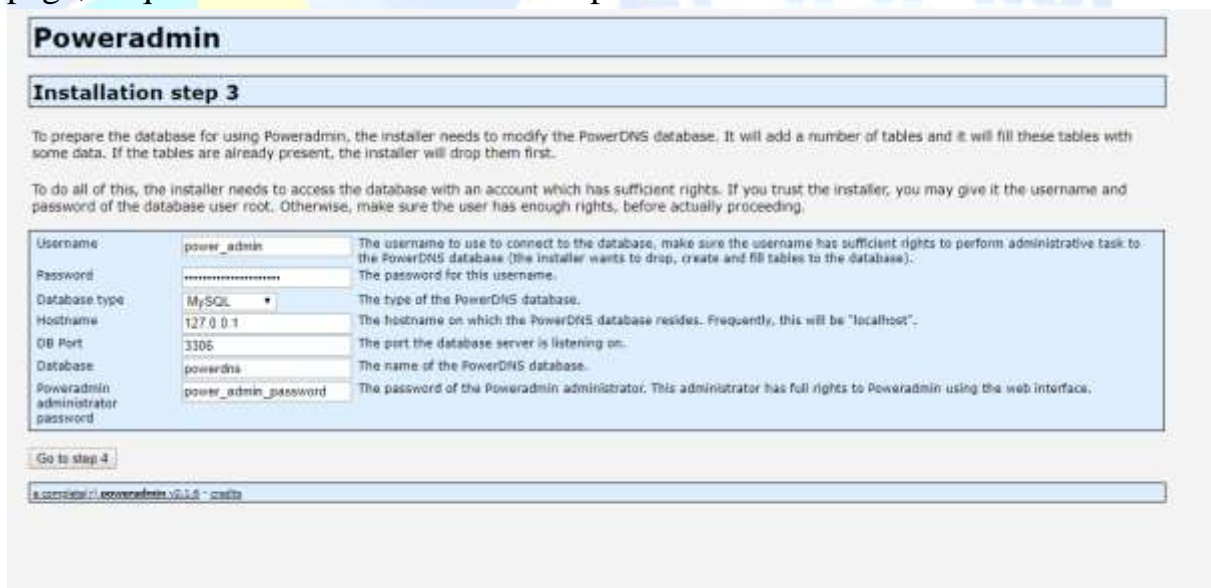 Poweradmin
Installation step 3
To prepare the database for using Poweradmin, the installer needs to modify the PowerDNS database. It will add a number of tables and it will fill these tables with
some data. If the tables are already present, the installer will drop them first.
To do all of this, the installer needs to access the database with an account which has sufficient rights. If you trust the installer, you may give it the username and
password of the database user root. Otherwise, make sure the user has enough rights, before actually proceeding.
Username power_admin The username to use to connect to the database, make sure the username has sufficient rights to perform administrative task to
the PowerDNS database (the installer wants to drop, create and fill tables to the database).
Password The password for this username.
Database type MySQL The type of the PowerDNS database.
Hostname 127.0.0.1 The hostname on which the PowerDNS database resides. Frequently, this will be "localhost".
DB Port 3306 The port the database server is listening on.
Database powerdns The name of the PowerDNS database.
Poweradmin power_admin_password The password of the Poweradmin administrator. This administrator has full rights to Poweradmin using the web interface.
administrator
password
Go to step 4
a complete(r) poweradmin - credits